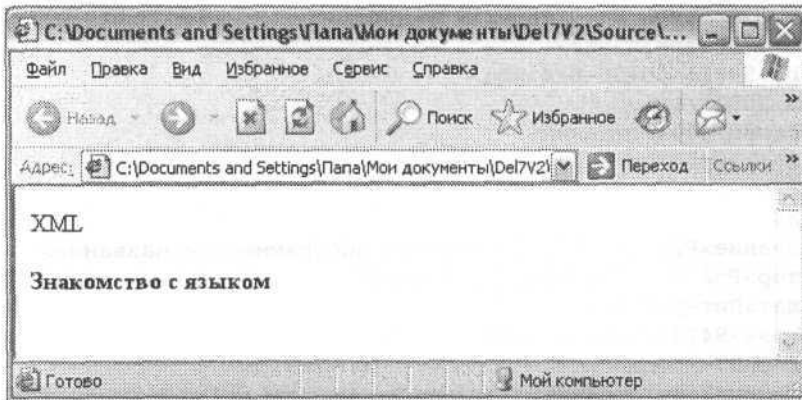 C:\Documents and Settings\Папа\Мои документы\Del7V2\Source\...
Файл Правка Вид Избранное Сервис Справка
Назад Поиск Избранное »
Адрес: C:\Documents and Settings\Папа\Мои документы\Del7V2\ Переход Ссылки »
XML
Знакомство с языком
Готово Мой компьютер